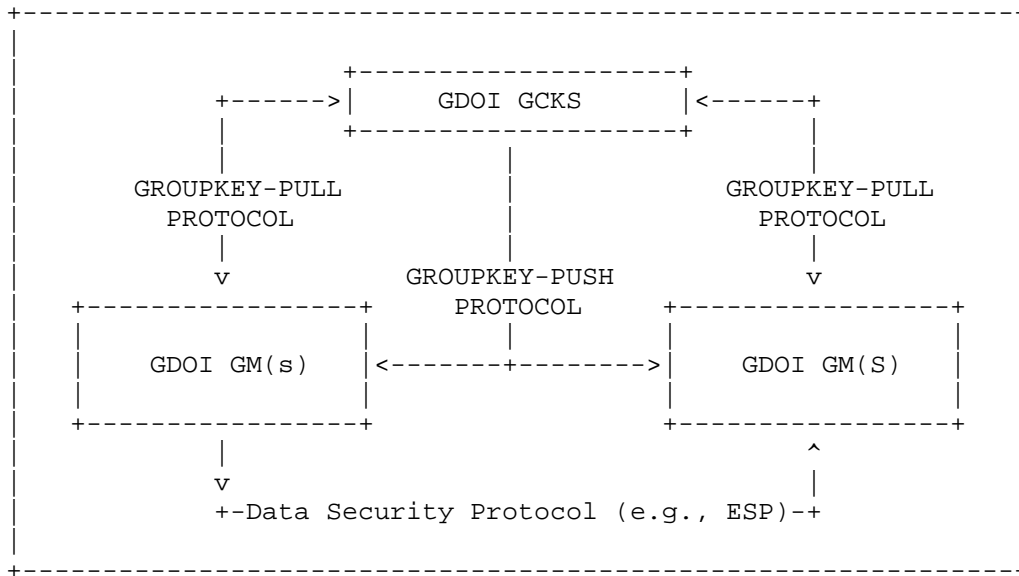 GDOI GCKS
GROUPKEY-PULL GROUPKEY-PULL
PROTOCOL PROTOCOL
GROUPKEY-PUSH
PROTOCOL
GDOI GM(s) GDOI GM(S)
Data Security Protocol (e.g., ESP)